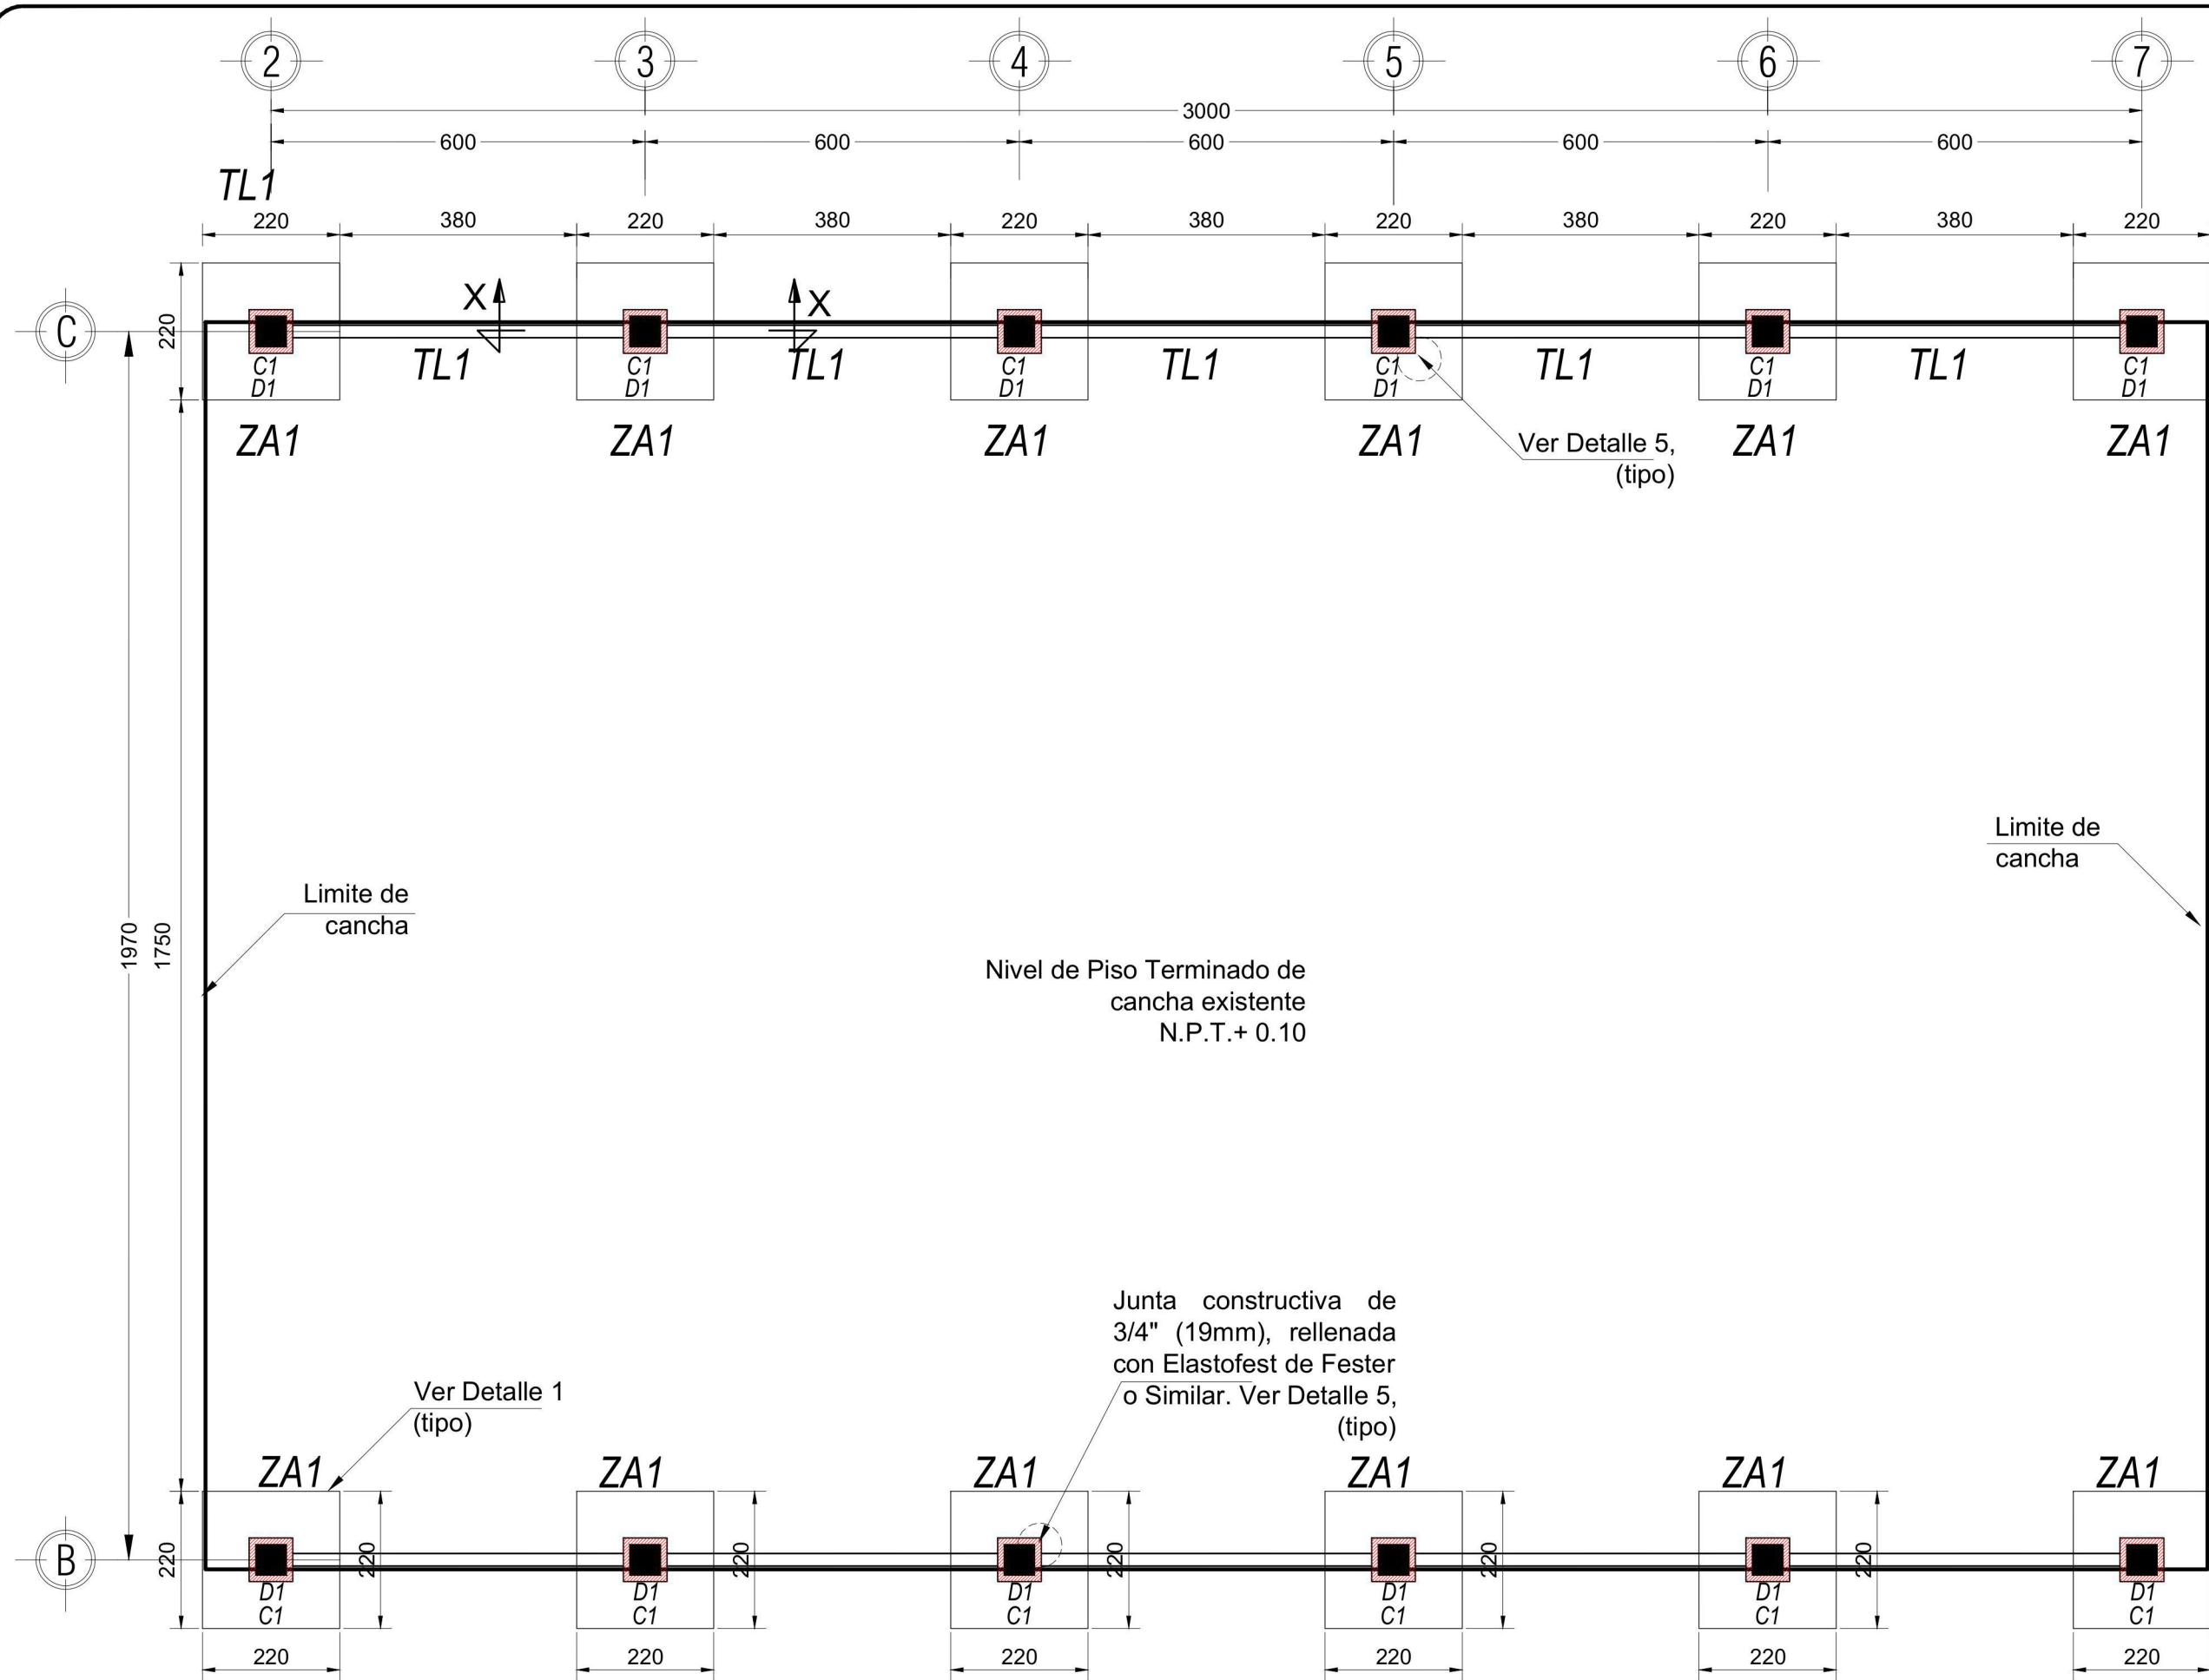 2 3 4 5 6 7
3000
600 600 600 600 600
TL1
220 380 220 380 220 380 220 380 220 380 220
X X
C
220
TL1 TL1 TL1 TL1 TL1
C1 C1 C1 C1 C1 C1
D1 D1 D1 D1 D1 D1
ZA1 ZA1 ZA1 ZA1 ZA1 ZA1
Ver Detalle 5,
(tipo)
Limite de
cancha
Limite de
cancha
1970
1750
Nivel de Piso Terminado de
cancha existente
N.P.T.+ 0.10
Junta constructiva de
3/4" (19mm), rellenada
con Elastofest de Fester
o Similar. Ver Detalle 5,
(tipo)
Ver Detalle 1
(tipo)
ZA1 ZA1 ZA1 ZA1 ZA1 ZA1
B
220 220 220 220 220 220
D1 D1 D1 D1 D1 D1
C1 C1 C1 C1 C1 C1
220 220 220 220 220 220